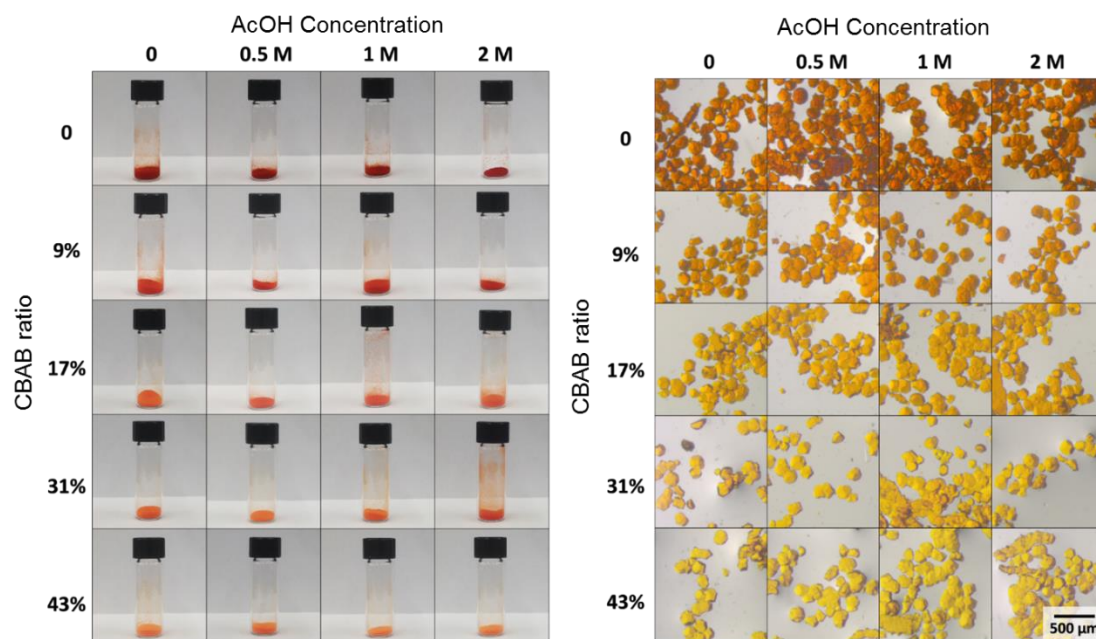 AcOH Concentration
0 0.5 M 1 M 2 M
CBAB ratio
0
9%
17%
31%
43%
AcOH Concentration
0 0.5 M 1 M 2 M
CBAB ratio
0
9%
17%
31%
43%
500 µm